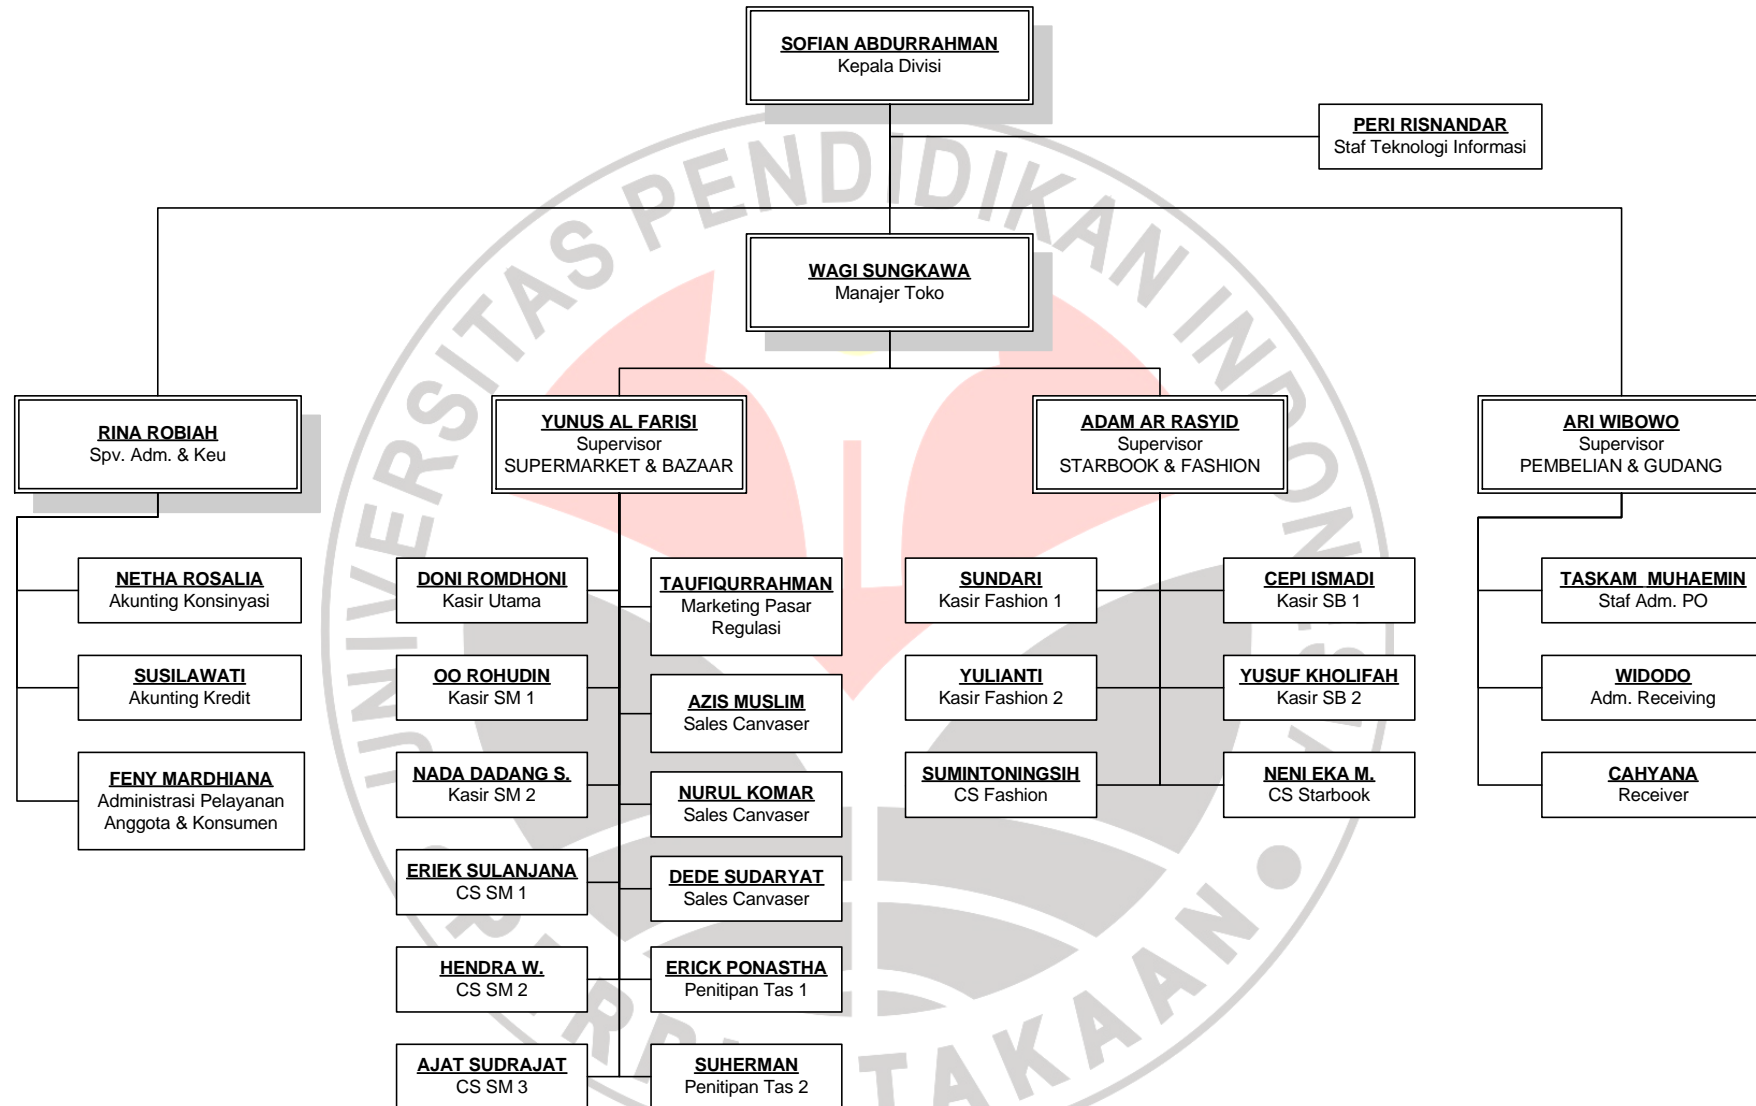 SOFIAN ABDURRAHMAN
Kepala Divisi
PERI RISNANDAR
Staf Teknologi Informasi
WAGI SUNGKAWA
Manajer Toko
RINA ROBIAH
Spv. Adm. & Keu
YUNUS AL FARISI
Supervisor
SUPERMARKET & BAZAAR
ADAM AR RASYID
Supervisor
STARBOOK & FASHION
ARI WIBOWO
Supervisor
PEMBELIAN & GUDANG
NETHA ROSALIA
Akunting Konsinyasi
SUSILAWATI
Akunting Kredit
FENY MARDHIANA
Administrasi Pelayanan
Anggota & Konsumen
DONI ROMDHONI
Kasir Utama
OO ROHUDIN
Kasir SM 1
NADA DADANG S.
Kasir SM 2
ERIEK SULANJANA
CS SM 1
HENDRA W.
CS SM 2
AJAT SUDRAJAT
CS SM 3
TAUFIQURRAHMAN
Marketing Pasar
Regulasi
AZIS MUSLIM
Sales Canvaser
NURUL KOMAR
Sales Canvaser
DEDE SUDARYAT
Sales Canvaser
ERICK PONASTHA
Penitipan Tas 1
SUHERMAN
Penitipan Tas 2
SUNDARI
Kasir Fashion 1
YULIANTI
Kasir Fashion 2
SUMINTONINGSIH
CS Fashion
CEPI ISMADI
Kasir SB 1
YUSUF KHOLIFAH
Kasir SB 2
NENI EKA M.
CS Starbook
TASKAM MUHAEMIN
Staf Adm. PO
WIDODO
Adm. Receiving
CAHYANA
Receiver
UNIVERSITAS PENDIDIKAN